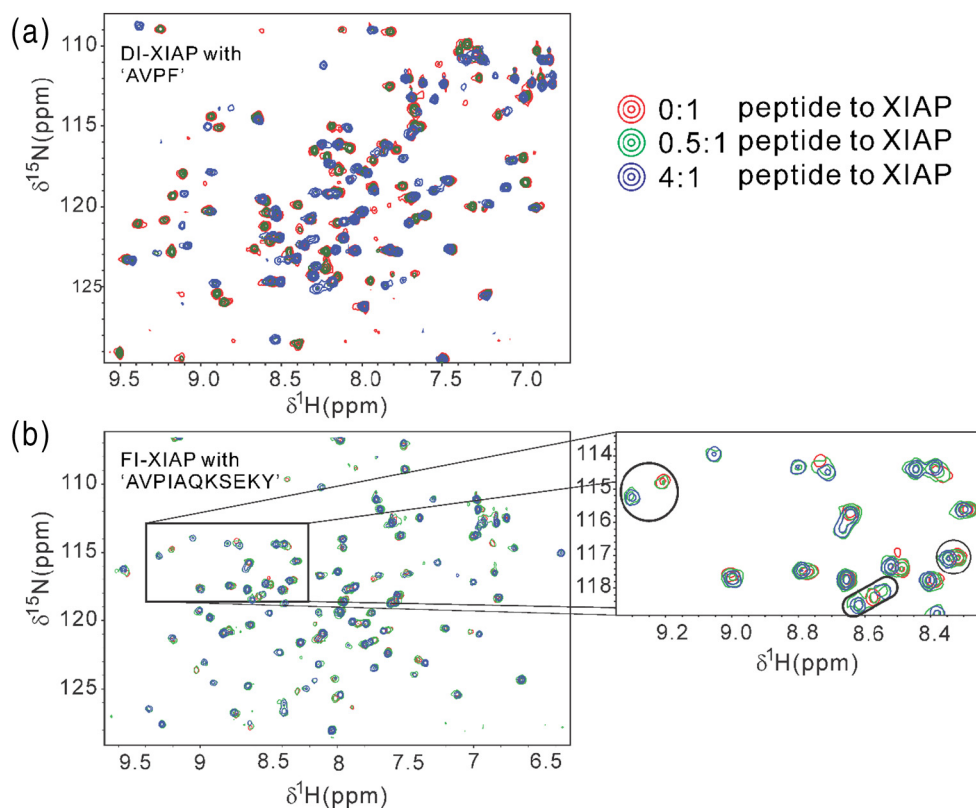 (a)
DI-XIAP with
'AVPF'
110
115
120
125
δ¹⁵N(ppm)
9.5 9.0 8.5 8.0 7.5 7.0
δ¹H(ppm)
0:1 peptide to XIAP
0.5:1 peptide to XIAP
4:1 peptide to XIAP
(b)
FI-XIAP with
'AVPIAQKSEKY'
110
115
120
125
δ¹⁵N(ppm)
9.5 9 8.5 8 7.5 7 6.5
δ¹H(ppm)
114
115
116
117
118
9.2 9.0 8.8 8.6 8.4
δ¹H(ppm)